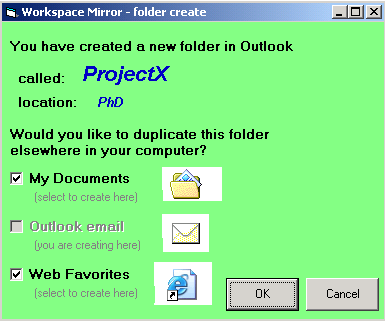 Workspace Mirror - folder create
You have created a new folder in Outlook
called: ProjectX
location: PhD
Would you like to duplicate this folder
elsewhere in your computer?
My Documents
(select to create here)
Outlook email
(you are creating here)
Web Favorites
(select to create here)
OK Cancel